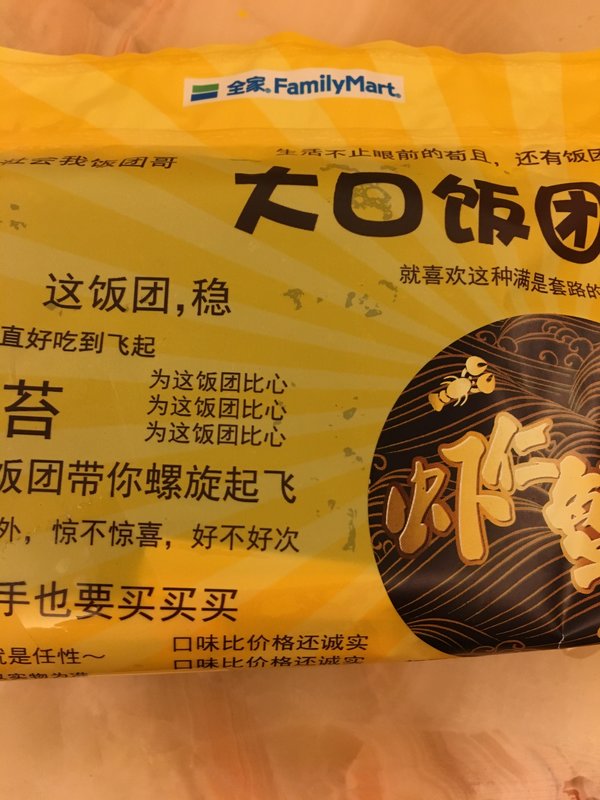 全家 FamilyMart
社会我饭团哥
生活不止眼前的苟且，还有饭团
大口饭团
就喜欢这种满是套路的
这饭团,稳
直好吃到飞起
苔
为这饭团比心
为这饭团比心
为这饭团比心
饭团带你螺旋起飞
外，惊不惊喜，好不好次
虾仁
手也要买买买
就是任性～
口味比价格还诚实
口味比价格还诚实
实物为准